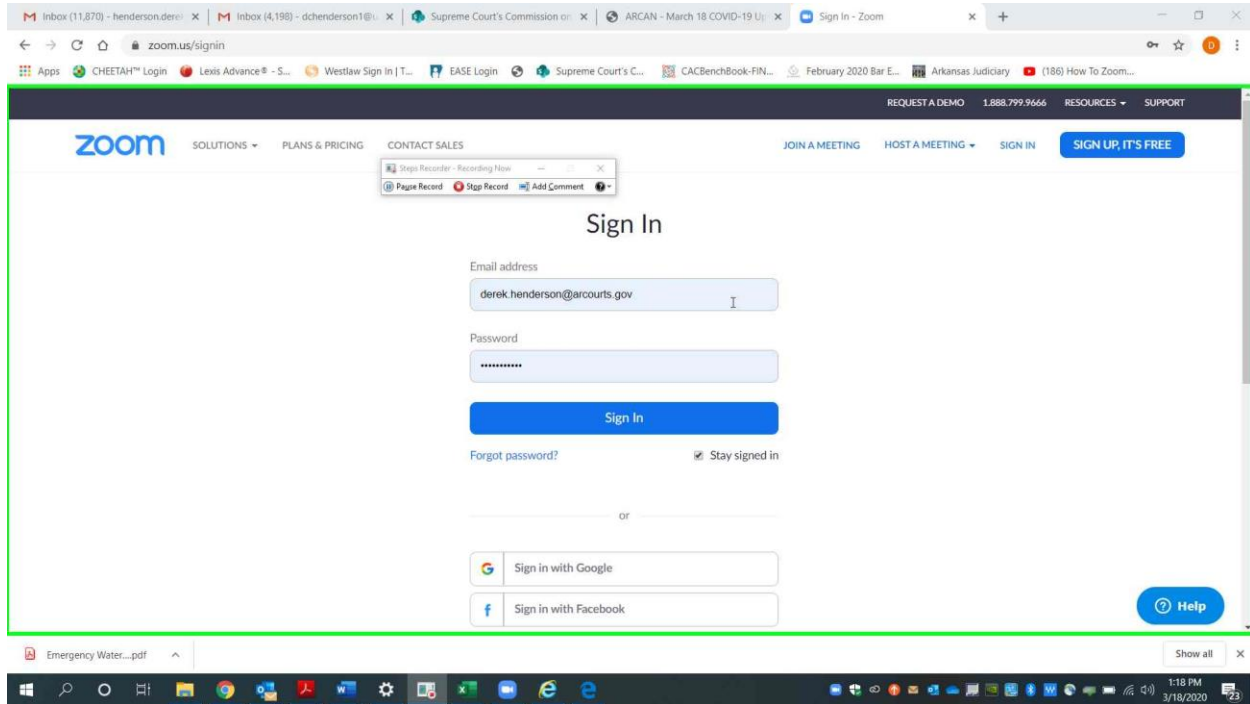 Inbox (11,870) - henderson.dere Inbox (4,198) - dchenderson1@ Supreme Court's Commission on ARCAN - March 18 COVID-19 Up Sign In - Zoom
zoom.us/signin D
Apps CHEETAH™ Login Lexis Advance® - S... Westlaw Sign In | T... EASE Login Supreme Court's C... CACBenchBook-FIN... February 2020 Bar E... Arkansas Judiciary (186) How To Zoom...
REQUEST A DEMO 1.888.799.9666 RESOURCES SUPPORT
zoom SOLUTIONS PLANS & PRICING CONTACT SALES JOIN A MEETING HOST A MEETING SIGN IN SIGN UP, IT'S FREE
Steps Recorder - Recording Now
Pause Record Stop Record Add Comment
Sign In
Email address
derek.henderson@arcourts.gov
Password
•••••••••••
Sign In
Forgot password? Stay signed in
or
Sign in with Google
Sign in with Facebook
Help
Emergency Water....pdf Show all
1:18 PM
3/18/2020
23